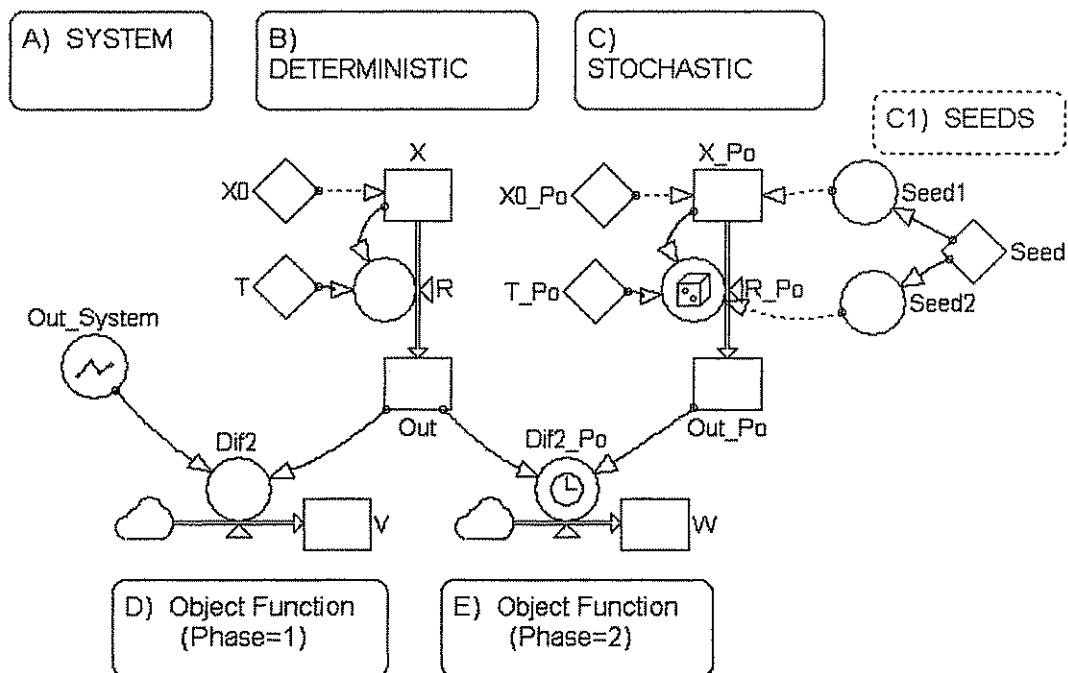 A) SYSTEM
B)
DETERMINISTIC
C)
STOCHASTIC
C1) SEEDS
X
X_Po
X0
X0_Po
Seed1
Seed
T
R
T_Po
R_Po
Seed2
Out_System
Out
Out_Po
Dif2
Dif2_Po
V
W
D) Object Function
(Phase=1)
E) Object Function
(Phase=2)